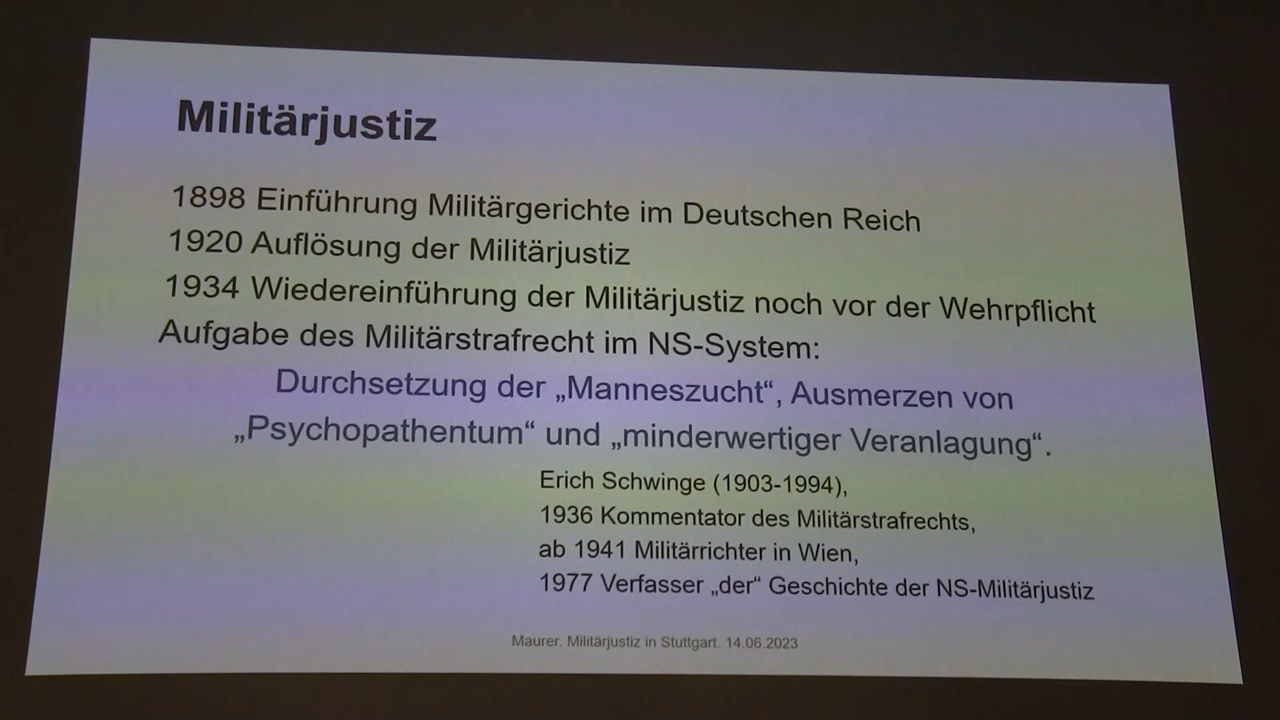 Militärjustiz
1898 Einführung Militärgerichte im Deutschen Reich
1920 Auflösung der Militärjustiz
1934 Wiedereinführung der Militärjustiz noch vor der Wehrpflicht
Aufgabe des Militärstrafrecht im NS-System:
Durchsetzung der „Manneszucht“, Ausmerzen von
„Psychopathentum“ und „minderwertiger Veranlagung“.
Erich Schwinge (1903-1994),
1936 Kommentator des Militärstrafrechts,
ab 1941 Militärrichter in Wien,
1977 Verfasser „der“ Geschichte der NS-Militärjustiz
Maurer. Militärjustiz in Stuttgart. 14.06.2023